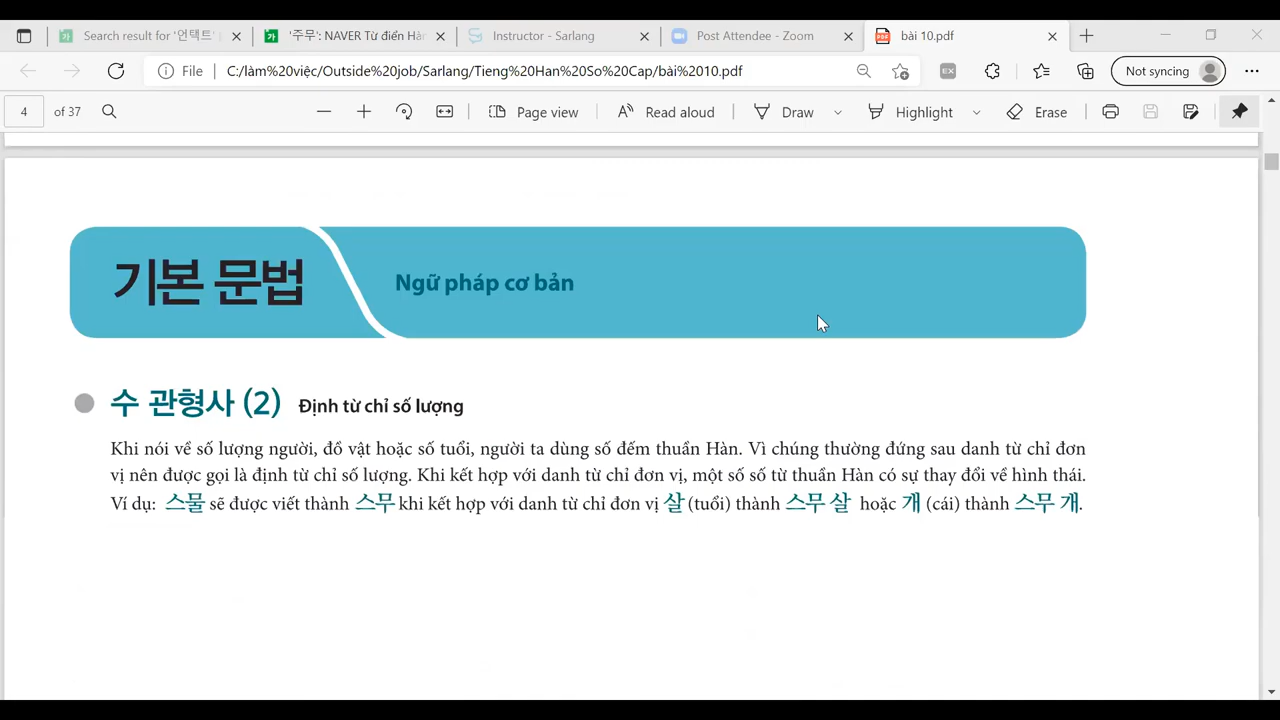 Search result for '언택트'
'주무': NAVER Từ điển Hàn
Instructor - Sarlang
Post Attendee - Zoom
bài 10.pdf
File
C:/làm%20việc/Outside%20job/Sarlang/Tieng%20Han%20So%20Cap/bài%2010.pdf
Not syncing
4 of 37
Page view
Read aloud
Draw
Highlight
Erase
기본 문법
Ngữ pháp cơ bản
수 관형사 (2) Định từ chỉ số lượng
Khi nói về số lượng người, đồ vật hoặc số tuổi, người ta dùng số đếm thuần Hàn. Vì chúng thường đứng sau danh từ chỉ đơn
vị nên được gọi là định từ chỉ số lượng. Khi kết hợp với danh từ chỉ đơn vị, một số số từ thuần Hàn có sự thay đổi về hình thái.
Ví dụ: 스물 sẽ được viết thành 스무 khi kết hợp với danh từ chỉ đơn vị 살 (tuổi) thành 스무 살 hoặc 개 (cái) thành 스무 개.